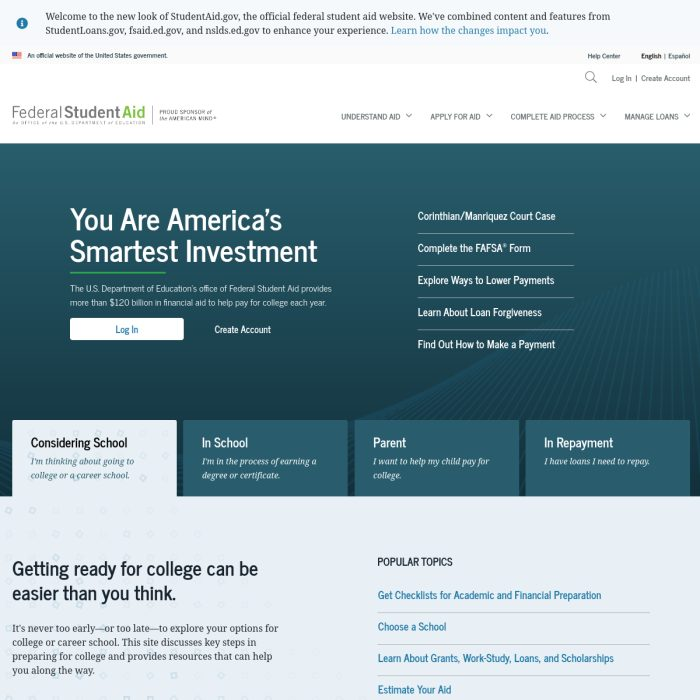 Welcome to the new look of StudentAid.gov, the official federal student aid website. We've combined content and features from
StudentLoans.gov, fsaid.ed.gov, and nslds.ed.gov to enhance your experience. Learn how the changes impact you.
An official website of the United States government.
Help Center
English | Español
Log In | Create Account
Federal Student Aid
An OFFICE of the U.S. DEPARTMENT of EDUCATION
PROUD SPONSOR of
the AMERICAN MIND®
UNDERSTAND AID
APPLY FOR AID
COMPLETE AID PROCESS
MANAGE LOANS
You Are America's
Smartest Investment
The U.S. Department of Education's office of Federal Student Aid provides
more than $120 billion in financial aid to help pay for college each year.
Log In
Create Account
Corinthian/Manriquez Court Case
Complete the FAFSA® Form
Explore Ways to Lower Payments
Learn About Loan Forgiveness
Find Out How to Make a Payment
Considering School
I'm thinking about going to
college or a career school.
In School
I'm in the process of earning a
degree or certificate.
Parent
I want to help my child pay for
college.
In Repayment
I have loans I need to repay.
Getting ready for college can be
easier than you think.
It's never too early—or too late—to explore your options for
college or career school. This site discusses key steps in
preparing for college and provides resources that can help
you along the way.
POPULAR TOPICS
Get Checklists for Academic and Financial Preparation
Choose a School
Learn About Grants, Work-Study, Loans, and Scholarships
Estimate Your Aid